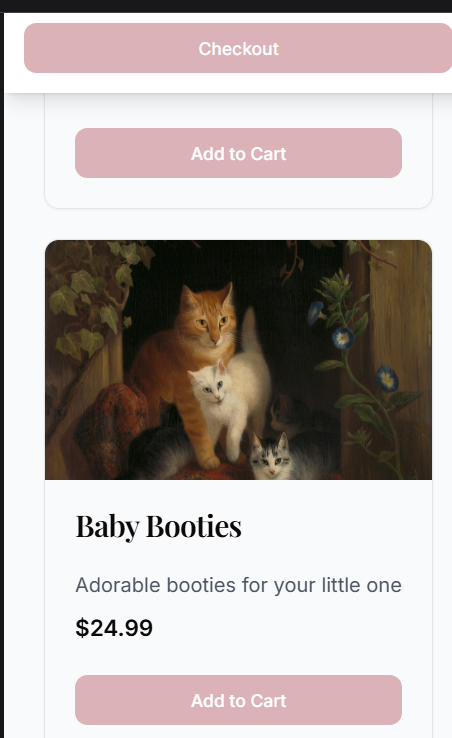 Checkout
Add to Cart
Baby Booties
Adorable booties for your little one
$24.99
Add to Cart